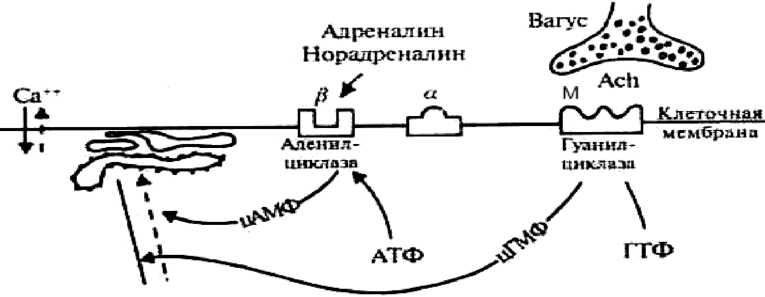 Вагус
Адреналин
Норадреналин
Ach
Ca++
β
α
М
Клеточная
мембрана
Аденил-
циклаза
Гуанил-
циклаза
цАМФ
АТФ
цГМФ
ГТФ